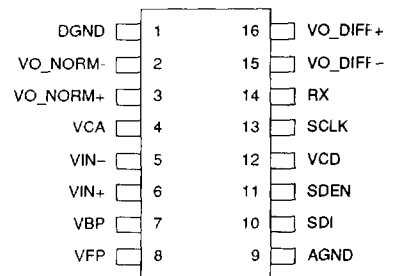 DGND 1 16 VO_DIFF+
VO_NORM- 2 15 VO_DIFF-
VO_NORM+ 3 14 RX
VCA 4 13 SCLK
VIN- 5 12 VCD
VIN+ 6 11 SDEN
VBP 7 10 SDI
VFP 8 9 AGND